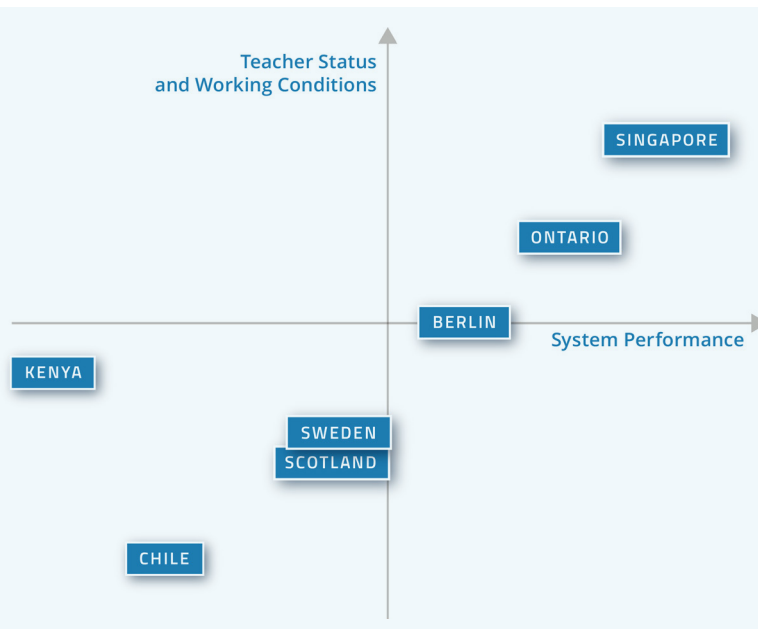 Teacher Status
and Working Conditions
SINGAPORE
ONTARIO
BERLIN
System Performance
KENYA
SWEDEN
SCOTLAND
CHILE